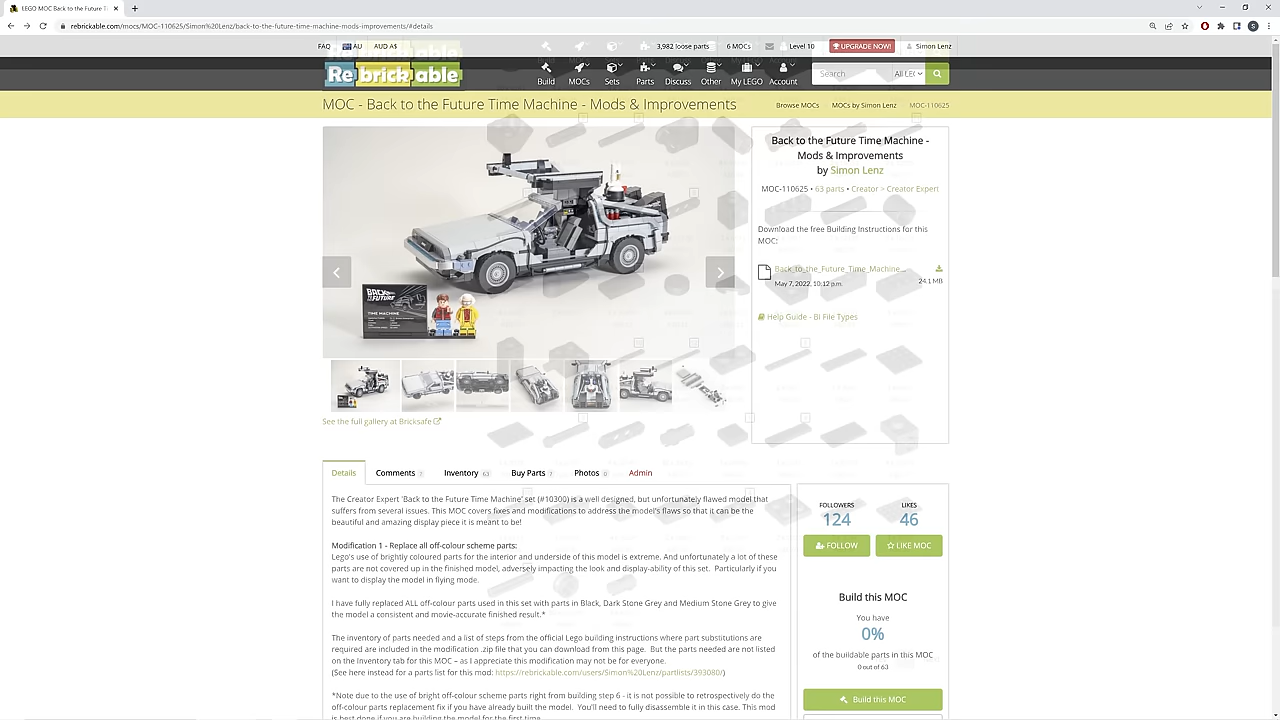 LEGO MOC Back to the Future T
rebrickable.com/mocs/MOC-110625/Simon%20Lenz/back-to-the-future-time-machine-mods-improvements/#details
FAQ AU AUD A$ 3,982 loose parts 6 MOCs Level 10 UPGRADE NOW! Simon Lenz
Rebrickable Build MOCs Sets Parts Discuss Other My LEGO Account Search All LEG
MOC - Back to the Future Time Machine - Mods & Improvements Browse MOCs MOCs by Simon Lenz MOC-110625
Back to the Future Time Machine -
Mods & Improvements
by Simon Lenz
MOC-110625 • 63 parts • Creator > Creator Expert
Download the free Building Instructions for this
MOC:
Back_to_the_Future_Time_Machine...
May 7, 2022, 10:12 p.m. 24.1 MB
Help Guide - BI File Types
BACK TO THE FUTURE
TIME MACHINE
See the full gallery at Bricksafe
Details Comments Inventory 63 Buy Parts Photos 0 Admin
The Creator Expert 'Back to the Future Time Machine' set (#10300) is a well designed, but unfortunately flawed model that
suffers from several issues. This MOC covers fixes and modifications to address the model's flaws so that it can be the
beautiful and amazing display piece it is meant to be!
Modification 1 - Replace all off-colour scheme parts:
Lego's use of brightly coloured parts for the interior and underside of this model is extreme. And unfortunately a lot of these
parts are not covered up in the finished model, adversely impacting the look and display-ability of this set. Particularly if you
want to display the model in flying mode.
I have fully replaced ALL off-colour parts used in this set with parts in Black, Dark Stone Grey and Medium Stone Grey to give
the model a consistent and movie-accurate finished result.*
The inventory of parts needed and a list of steps from the official Lego building instructions where part substitutions are
required are included in the modification .zip file that you can download from this page. But the parts needed are not listed
on the Inventory tab for this MOC – as I appreciate this modification may not be for everyone.
(See here instead for a parts list for this mod: https://rebrickable.com/users/Simon%20Lenz/partlists/393080/)
*Note due to the use of bright off-colour scheme parts right from building step 6 - it is not possible to retrospectively do the
off-colour parts replacement fix if you have already built the model. You'll need to fully disassemble it in this case. This mod
is best done if you are building the model for the first time.
FOLLOWERS LIKES
124 46
FOLLOW LIKE MOC
Build this MOC
You have
0%
of the buildable parts in this MOC
0 out of 63
Build this MOC